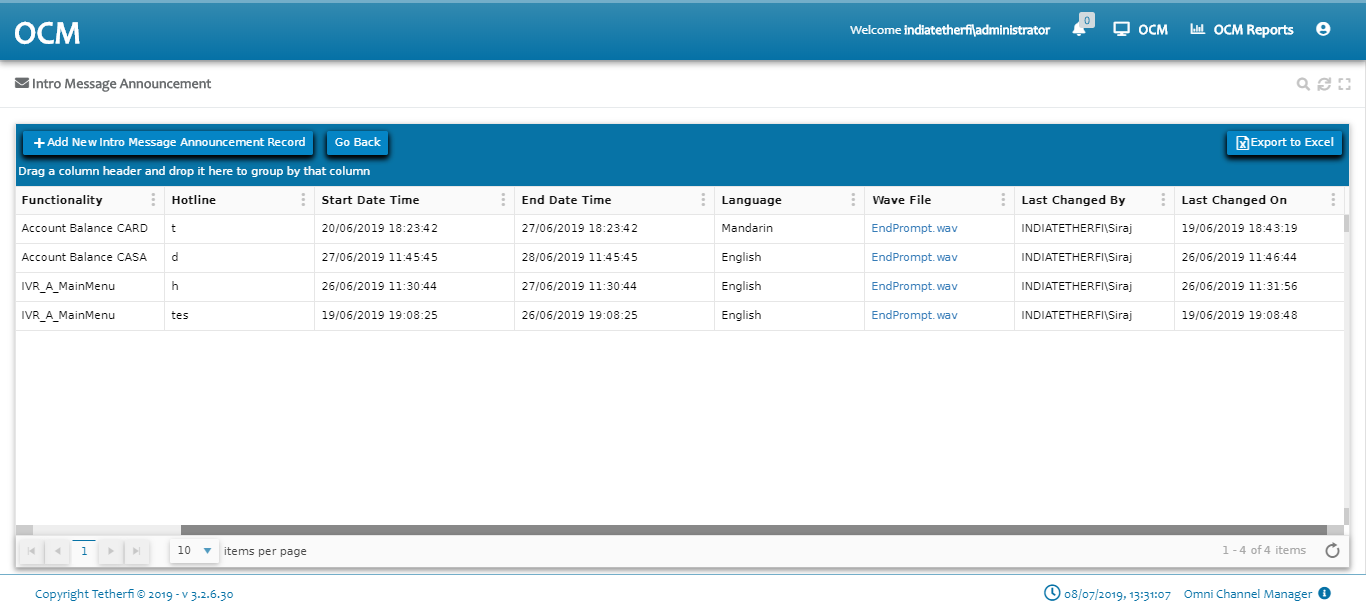 OCM
Welcome indiatetherfi\administrator 0 OCM OCM Reports
Intro Message Announcement
Add New Intro Message Announcement Record Go Back Export to Excel
Drag a column header and drop it here to group by that column
Functionality Hotline Start Date Time End Date Time Language Wave File Last Changed By Last Changed On
Account Balance CARD t 20/06/2019 18:23:42 27/06/2019 18:23:42 Mandarin EndPrompt.wav INDIATETHERFI\Siraj 19/06/2019 18:43:19
Account Balance CASA d 27/06/2019 11:45:45 28/06/2019 11:45:45 English EndPrompt.wav INDIATETHERFI\Siraj 26/06/2019 11:46:44
IVR_A_MainMenu h 26/06/2019 11:30:44 27/06/2019 11:30:44 English EndPrompt.wav INDIATETHERFI\Siraj 26/06/2019 11:31:56
IVR_A_MainMenu tes 19/06/2019 19:08:25 26/06/2019 19:08:25 English EndPrompt.wav INDIATETHERFI\Siraj 19/06/2019 19:08:48
1 10 items per page 1 - 4 of 4 items
Copyright Tetherfi © 2019 - v 3.2.6.30 08/07/2019, 13:31:07 Omni Channel Manager